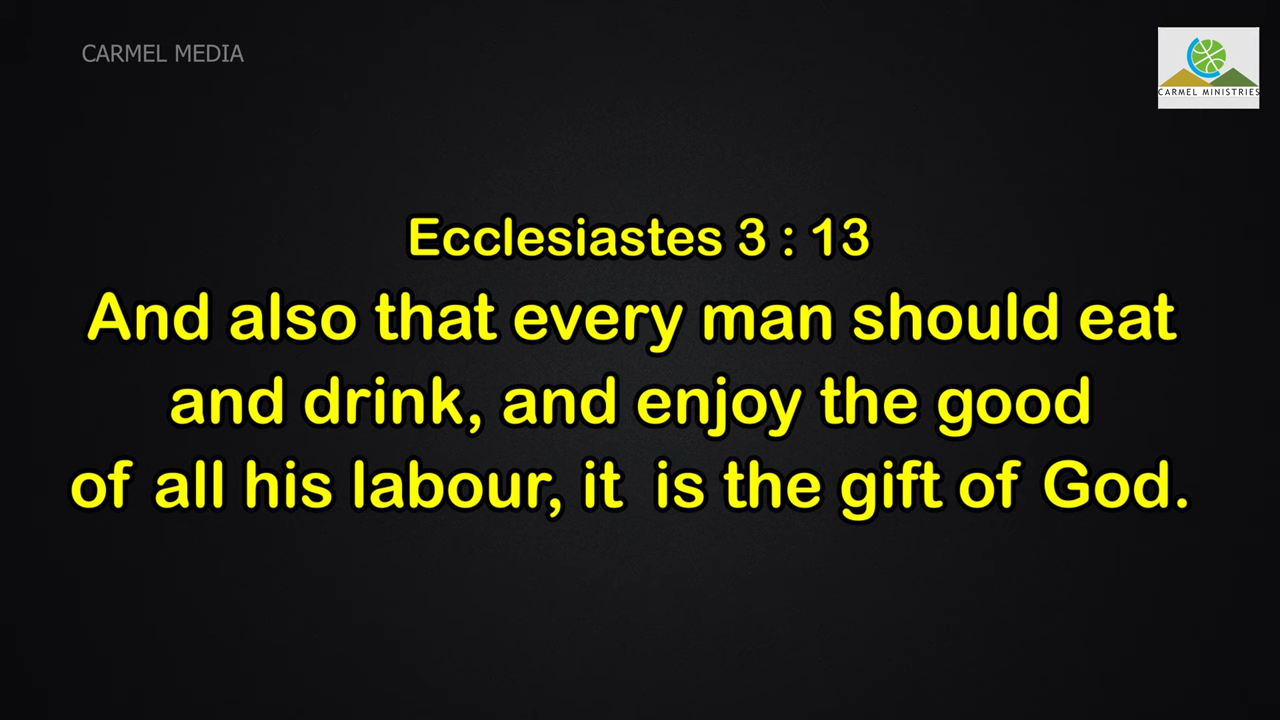 CARMEL MEDIA
CARMEL MINISTRIES
Ecclesiastes 3 : 13
And also that every man should eat
and drink, and enjoy the good
of all his labour, it is the gift of God.